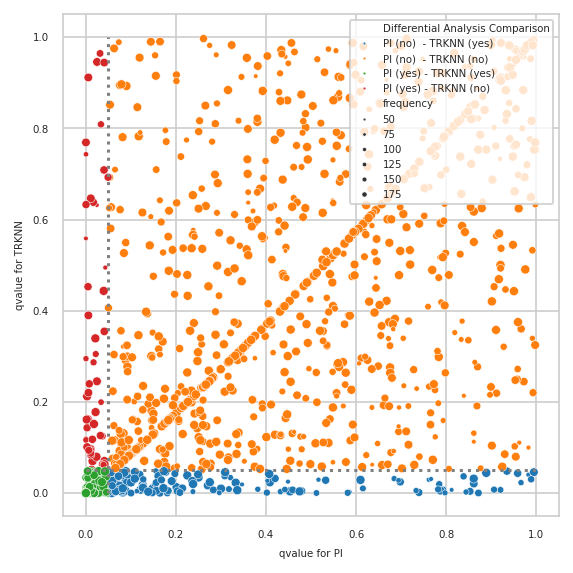 Differential Analysis Comparison
PI (no) - TRKNN (yes)
PI (no) - TRKNN (no)
PI (yes) - TRKNN (yes)
PI (yes) - TRKNN (no)
frequency
50
75
100
125
150
175
1.0
0.8
0.6
0.4
0.2
0.0
qvalue for TRKNN
0.0 0.2 0.4 0.6 0.8 1.0
qvalue for PI